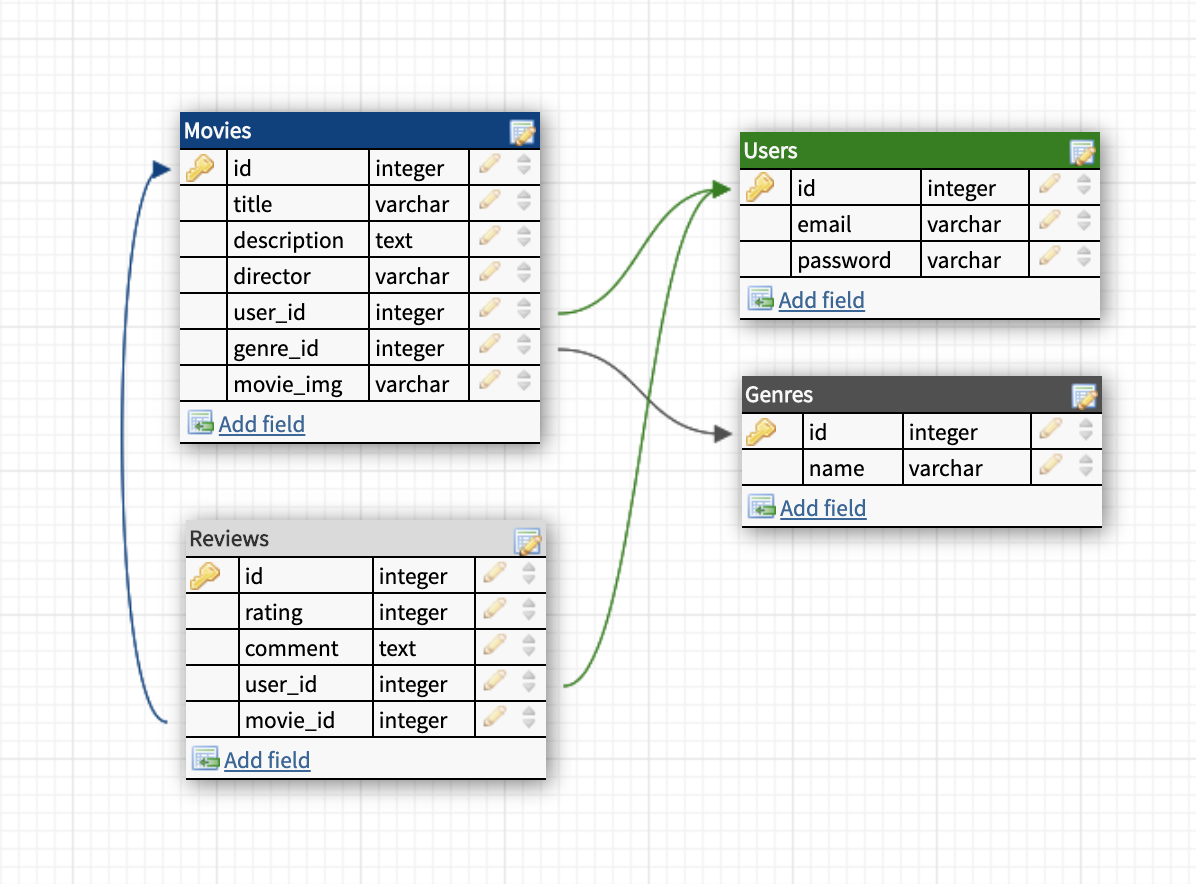 Movies
id integer
title varchar
description text
director varchar
user_id integer
genre_id integer
movie_img varchar
Add field
Users
id integer
email varchar
password varchar
Add field
Genres
id integer
name varchar
Add field
Reviews
id integer
rating integer
comment text
user_id integer
movie_id integer
Add field